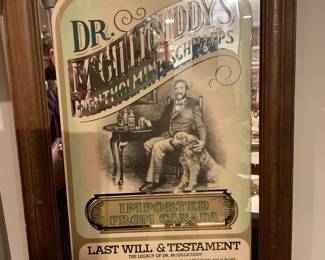 DR.
McGILLICUDDY'S
MENTHOLMINT SCHNAPPS
IMPORTED
FROM CANADA
LAST WILL & TESTAMENT
THE LEGACY OF DR. McGILLICUDDY